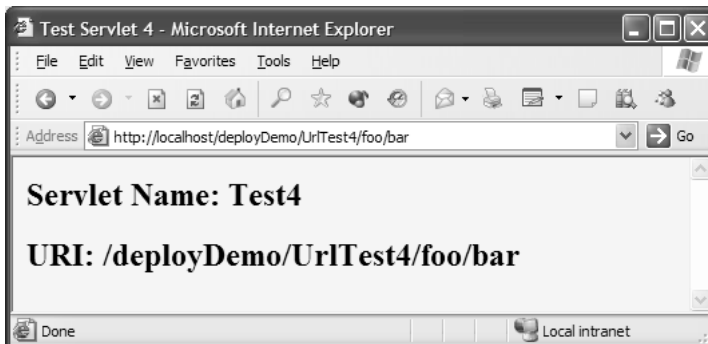 Test Servlet 4 - Microsoft Internet Explorer
File Edit View Favorites Tools Help
Address http://localhost/deployDemo/UrlTest4/foo/bar Go
Servlet Name: Test4
URI: /deployDemo/UrlTest4/foo/bar
Done Local intranet